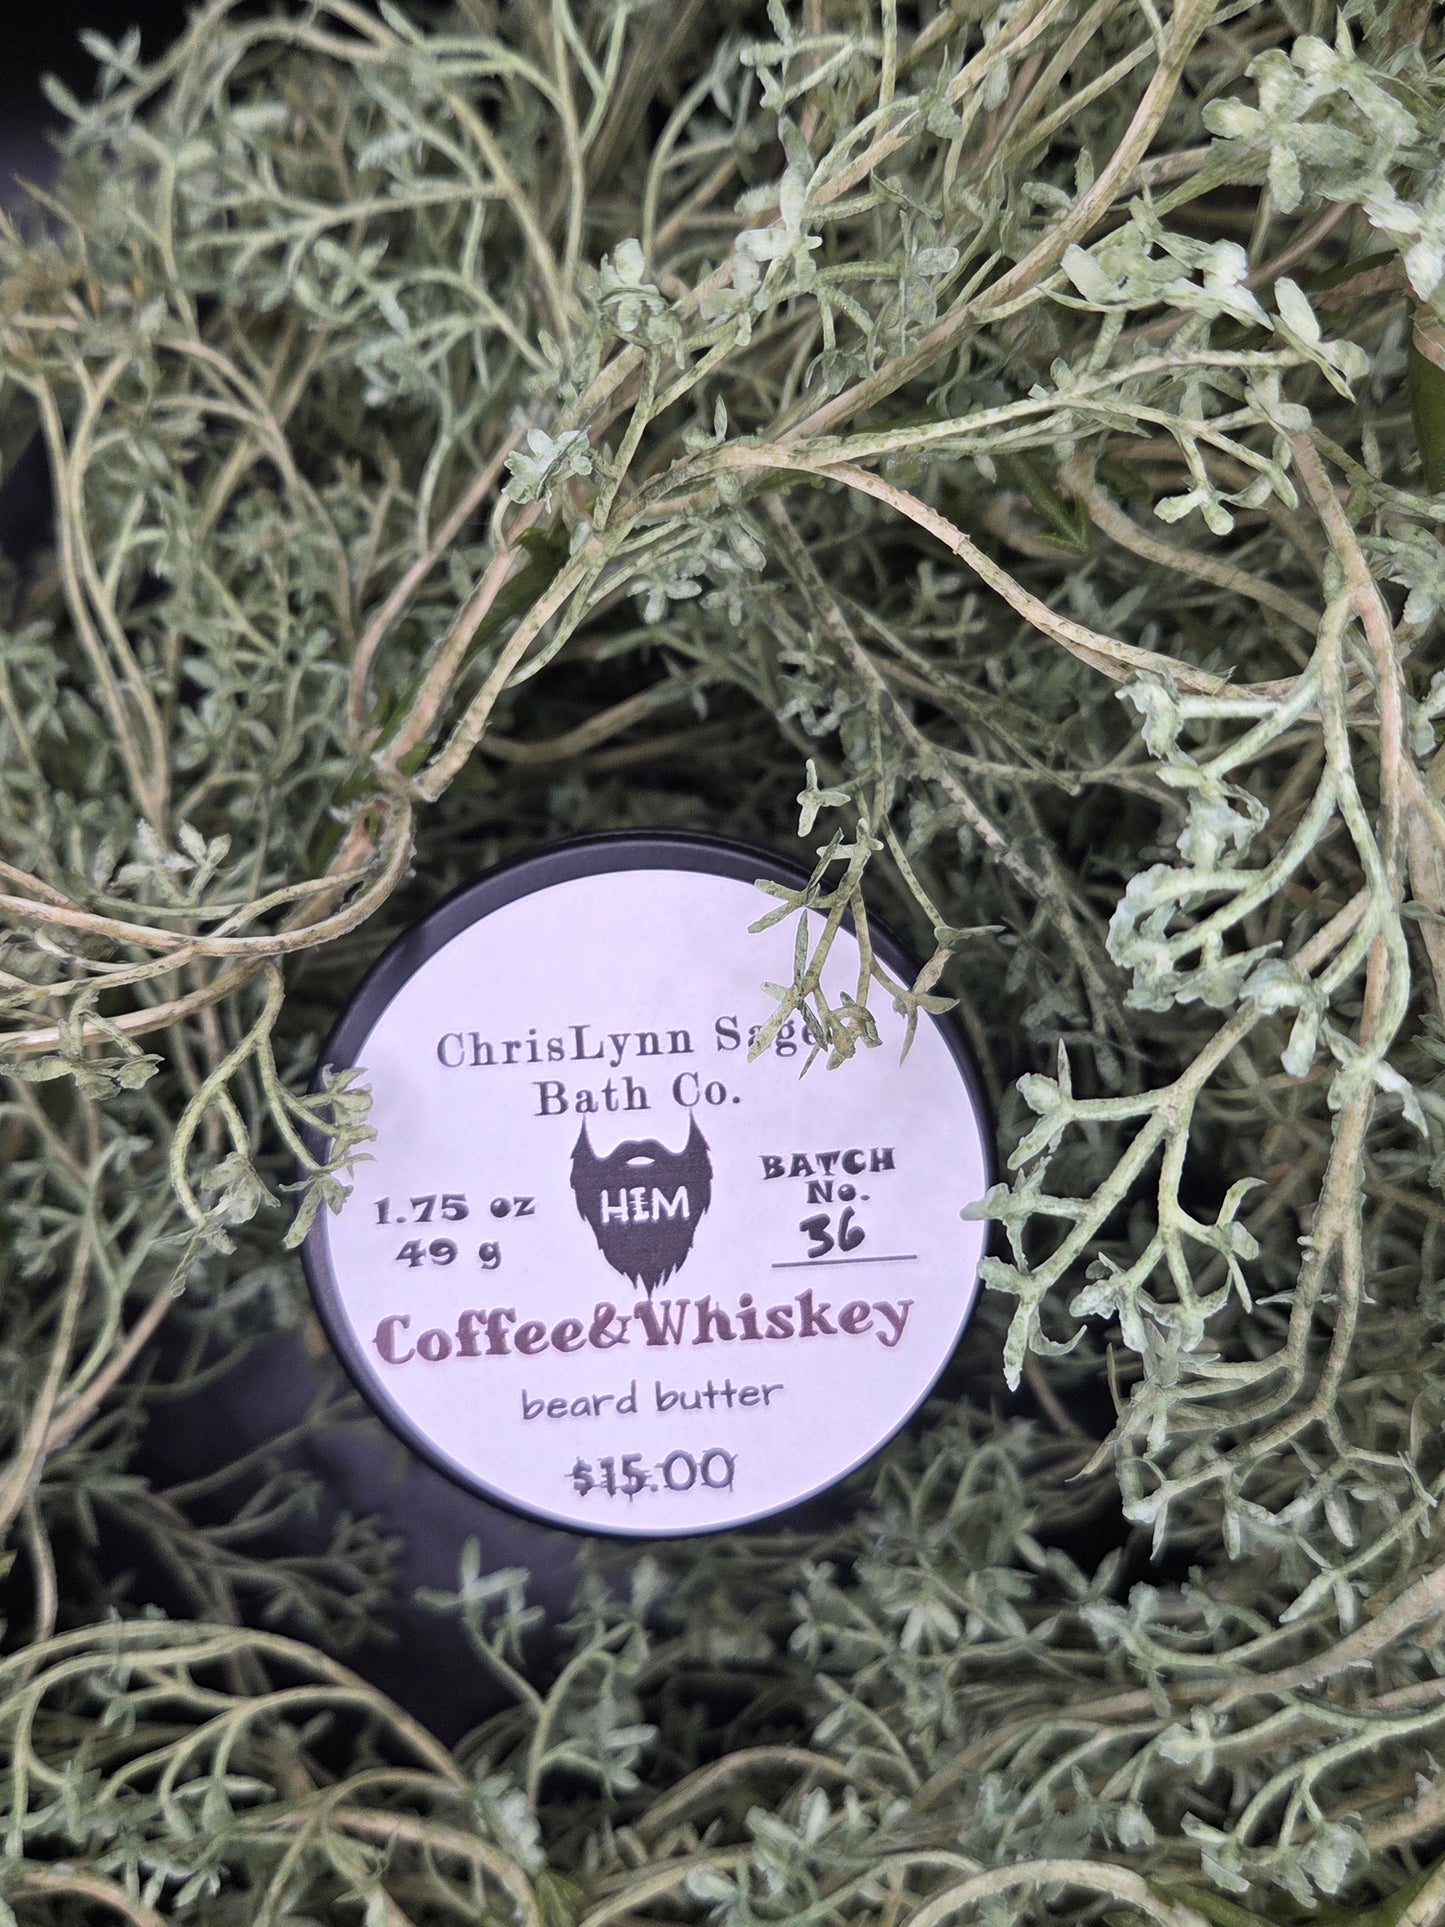 ChrisLynn Sage
Bath Co.
HIM
1.75 oz
49 g
BATCH
No.
36
Coffee&Whiskey
beard butter
$15.00